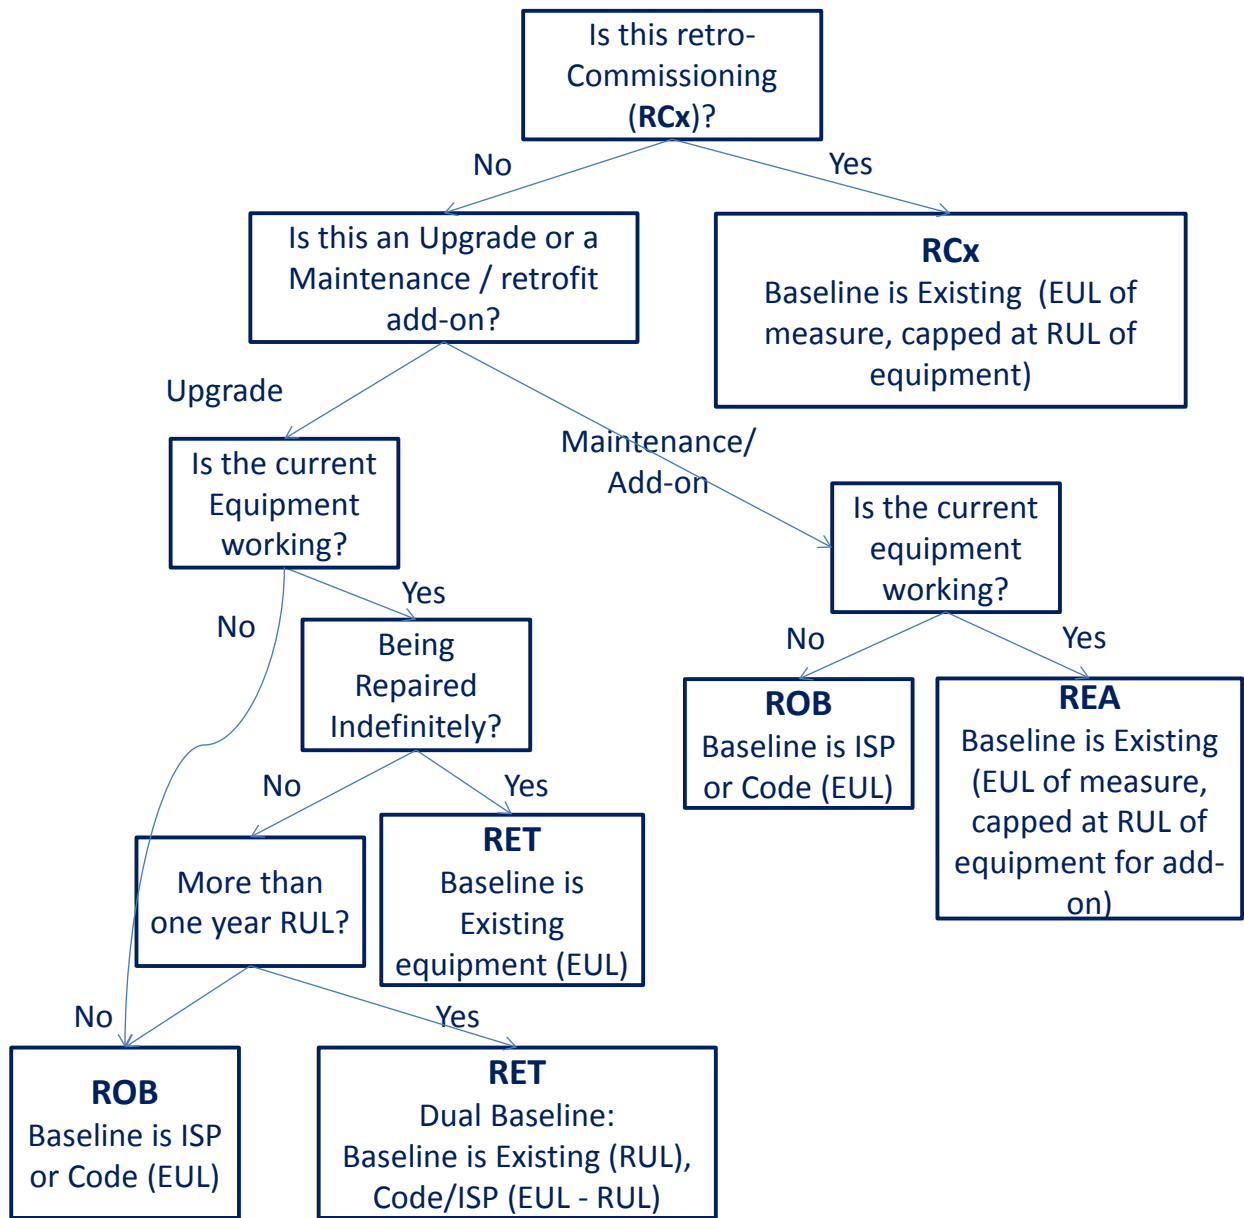 Is this retro-
Commissioning
(RCx)?
No
Yes
Is this an Upgrade or a
Maintenance / retrofit
add-on?
RCx
Baseline is Existing  (EUL of
measure, capped at RUL of
equipment)
Upgrade
Maintenance/
Add-on
Is the current
Equipment
working?
Is the current
equipment
working?
No
Yes
No
Yes
Being
Repaired
Indefinitely?
ROB
Baseline is ISP
or Code (EUL)
REA
Baseline is Existing
(EUL of measure,
capped at RUL of
equipment for add-
on)
No
Yes
More than
one year RUL?
RET
Baseline is
Existing
equipment (EUL)
No
Yes
ROB
Baseline is ISP
or Code (EUL)
RET
Dual Baseline:
Baseline is Existing (RUL),
Code/ISP (EUL - RUL)